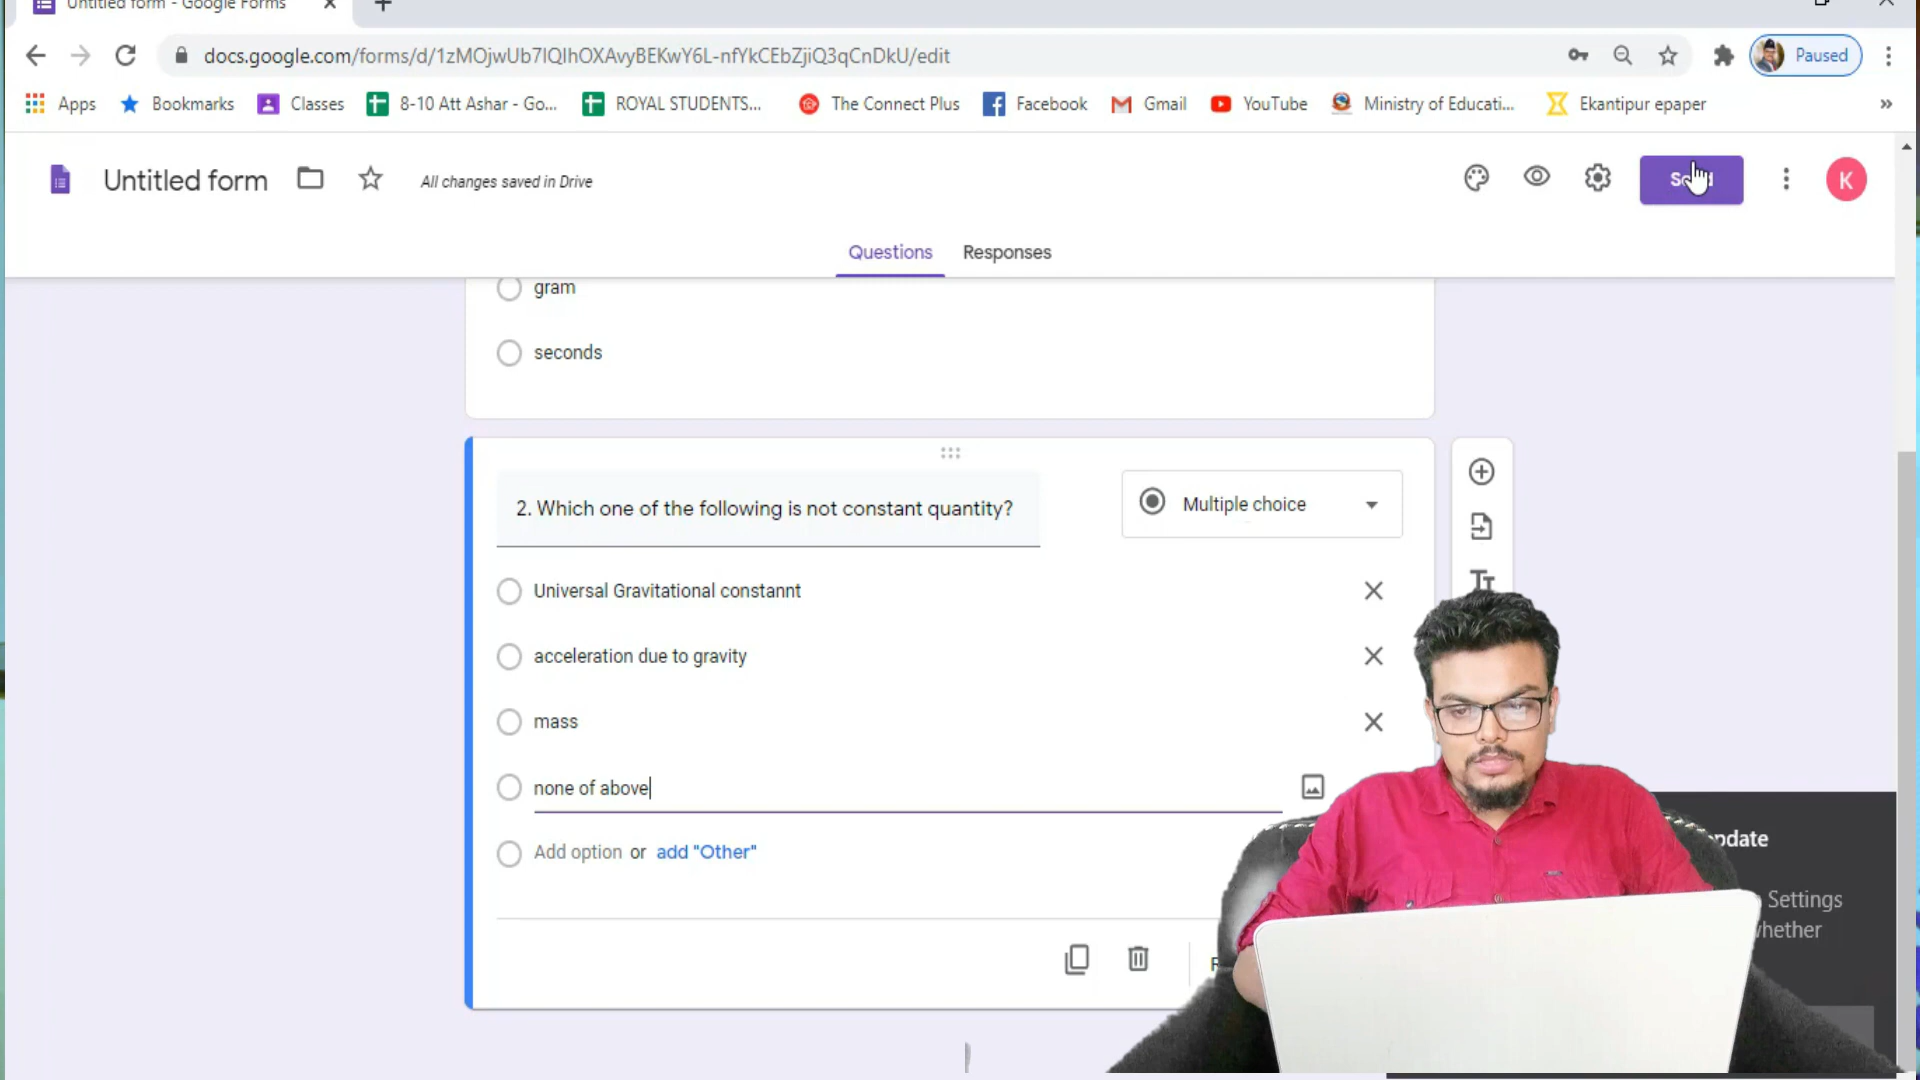 Untitled form - Google Forms
docs.google.com/forms/d/1zMOjwUb7IQIhOXAvyBEKwY6L-nfYkCEbZjiQ3qCnDkU/edit
Paused
Apps
Bookmarks
Classes
8-10 Att Ashar - Go...
ROYAL STUDENTS...
The Connect Plus
Facebook
Gmail
YouTube
Ministry of Educati...
Ekantipur epaper
Untitled form
All changes saved in Drive
K
Questions
Responses
gram
seconds
2. Which one of the following is not constant quantity?
Multiple choice
Universal Gravitational constannt
acceleration due to gravity
mass
none of above
Add option or add "Other"
Settings